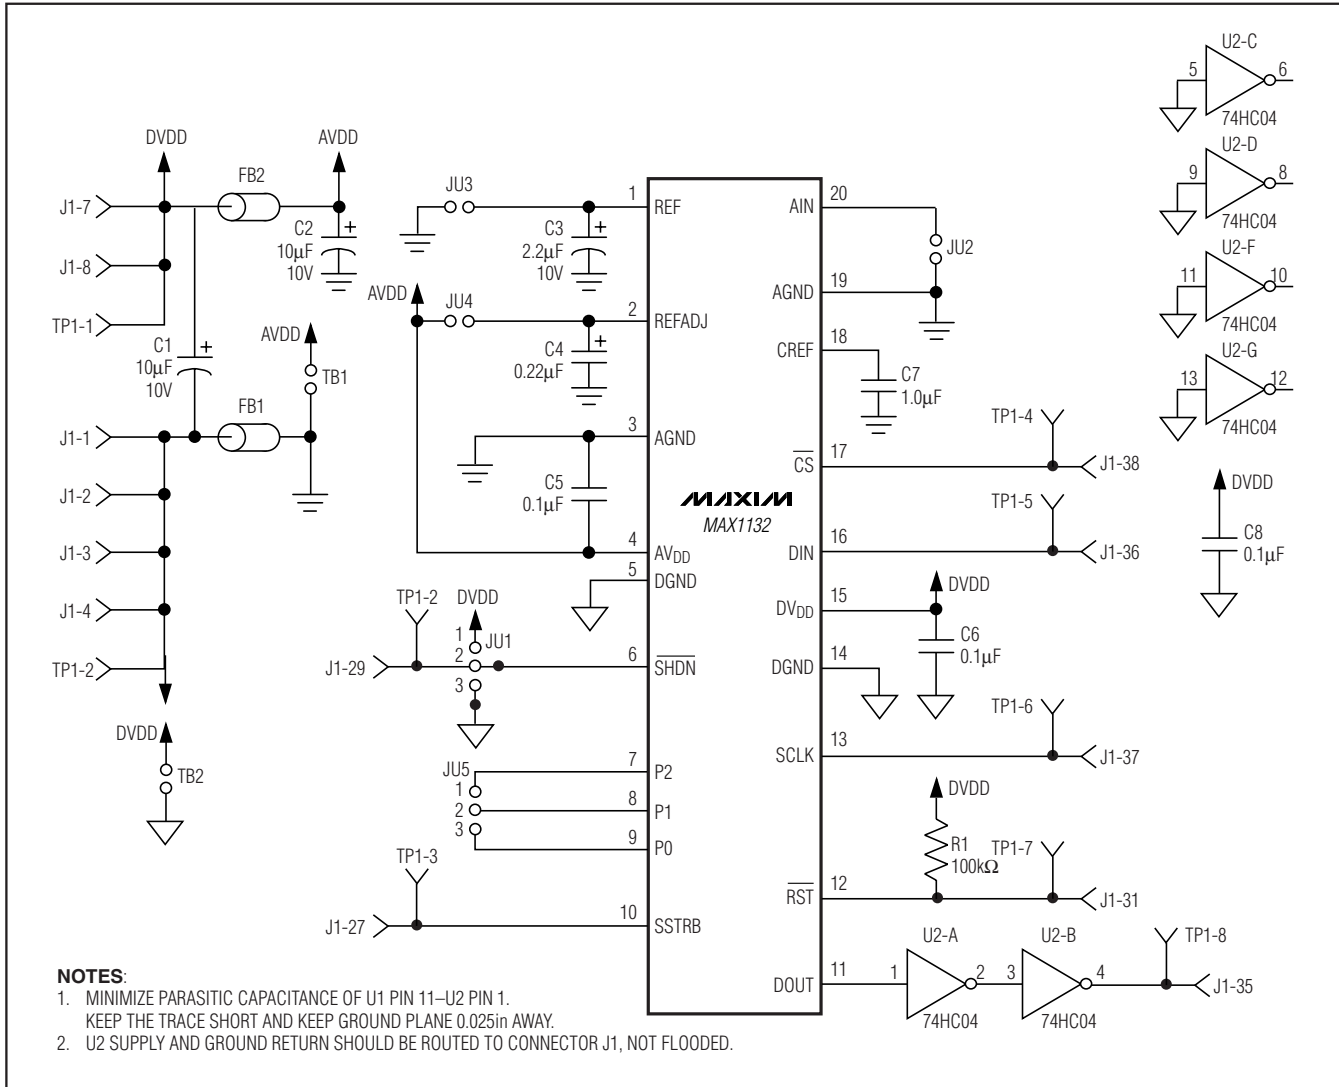 DVDD
AVDD
FB2
J1-7
J1-8
TP1-1
C2
10µF
10V
+
C1
10µF
10V
+
AVDD
TB1
FB1
J1-1
J1-2
J1-3
J1-4
TP1-2
DVDD
TB2
JU3
C3
2.2µF
10V
+
AVDD
JU4
C4
0.22µF
+
C5
0.1µF
TP1-2
DVDD
J1-29
1
2
3
JU1
JU5
1
2
3
TP1-3
J1-27
1
REF
2
REFADJ
3
AGND
4
AVDD
5
DGND
6
SHDN
7
P2
8
P1
9
P0
10
SSTRB
MAXIM
MAX1132
AIN
20
JU2
AGND
19
CREF
18
C7
1.0µF
CS
17
TP1-4
J1-38
DIN
16
TP1-5
J1-36
DVDD
15
DVDD
C6
0.1µF
DGND
14
SCLK
13
TP1-6
J1-37
DVDD
R1
100kΩ
TP1-7
RST
12
J1-31
DOUT
11
U2-A
1
2
74HC04
U2-B
3
4
74HC04
TP1-8
J1-35
U2-C
5
6
74HC04
U2-D
9
8
74HC04
U2-F
11
10
74HC04
U2-G
13
12
74HC04
DVDD
C8
0.1µF
NOTES:
1. MINIMIZE PARASITIC CAPACITANCE OF U1 PIN 11–U2 PIN 1.
KEEP THE TRACE SHORT AND KEEP GROUND PLANE 0.025in AWAY.
2. U2 SUPPLY AND GROUND RETURN SHOULD BE ROUTED TO CONNECTOR J1, NOT FLOODED.